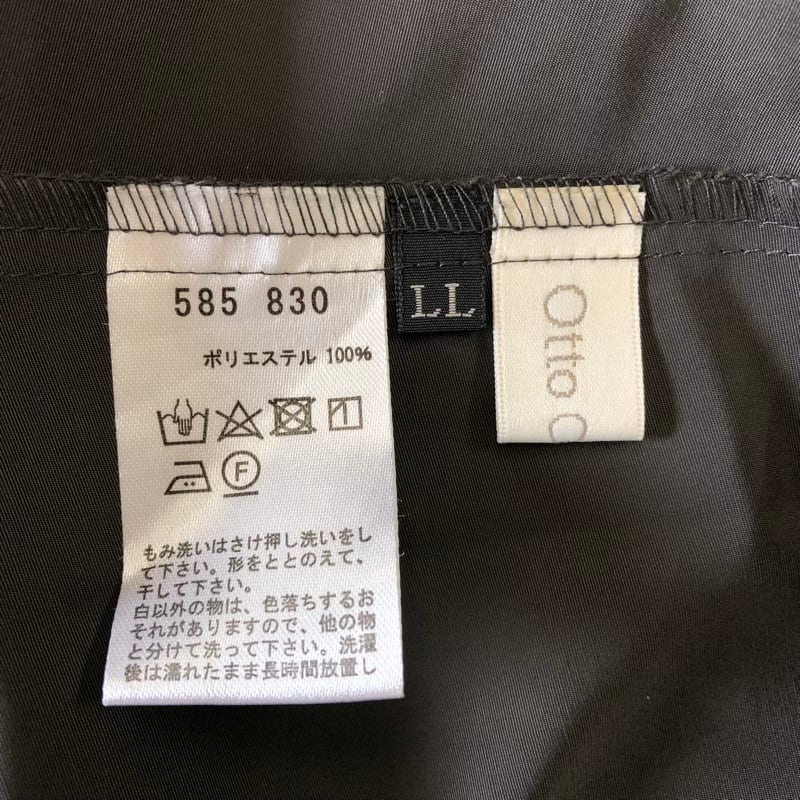 585 830
ポリエステル 100%
F
もみ洗いはさけ押し洗いをし
て下さい。形をととのえて、
干して下さい。
白以外の物は、色落ちするお
それがありますので、他の物
と分けて洗って下さい。洗濯
後は濡れたまま長時間放置し
LL
Otto